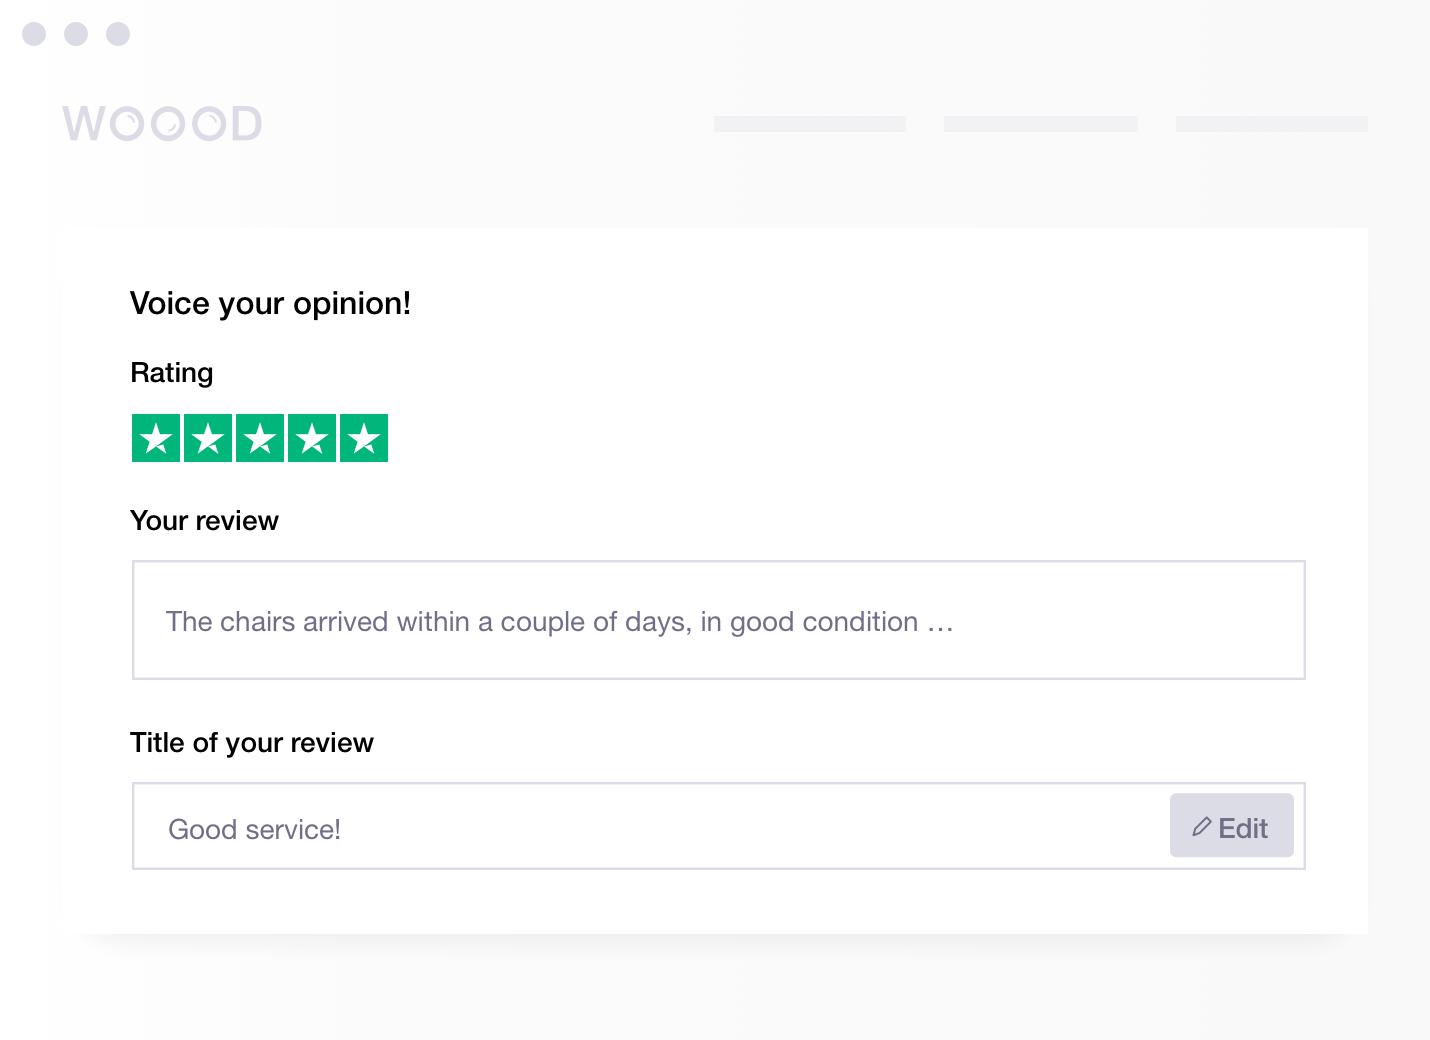 WOOOD
Voice your opinion!
Rating
Your review
The chairs arrived within a couple of days, in good condition …
Title of your review
Good service!
Edit